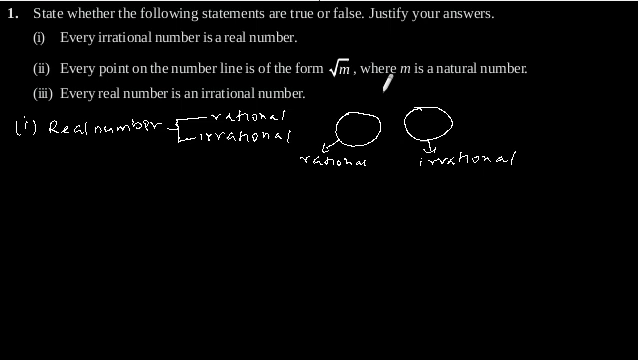 1. State whether the following statements are true or false. Justify your answers.
(i) Every irrational number is a real number.
(ii) Every point on the number line is of the form √m, where m is a natural number.
(iii) Every real number is an irrational number.
(i) Real number rational
irrational
rational irrational